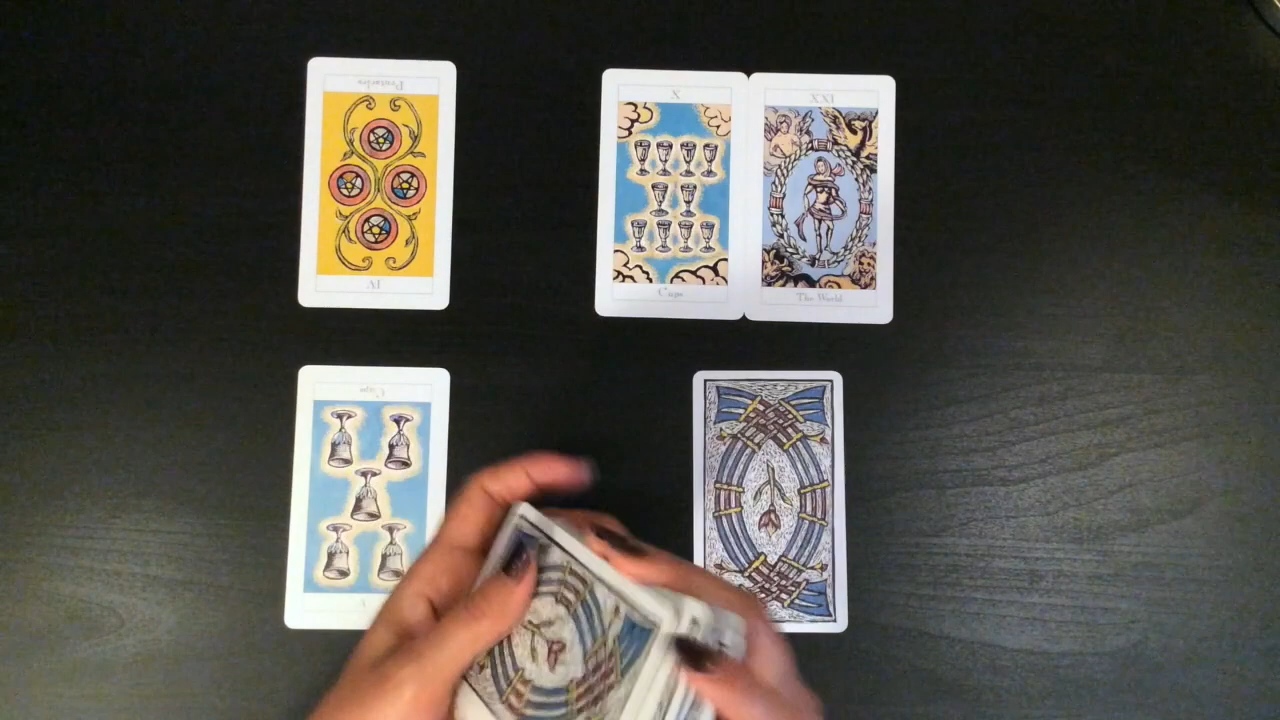 Pentacles
IV
X
Cups
XXI
The World
Cups
V